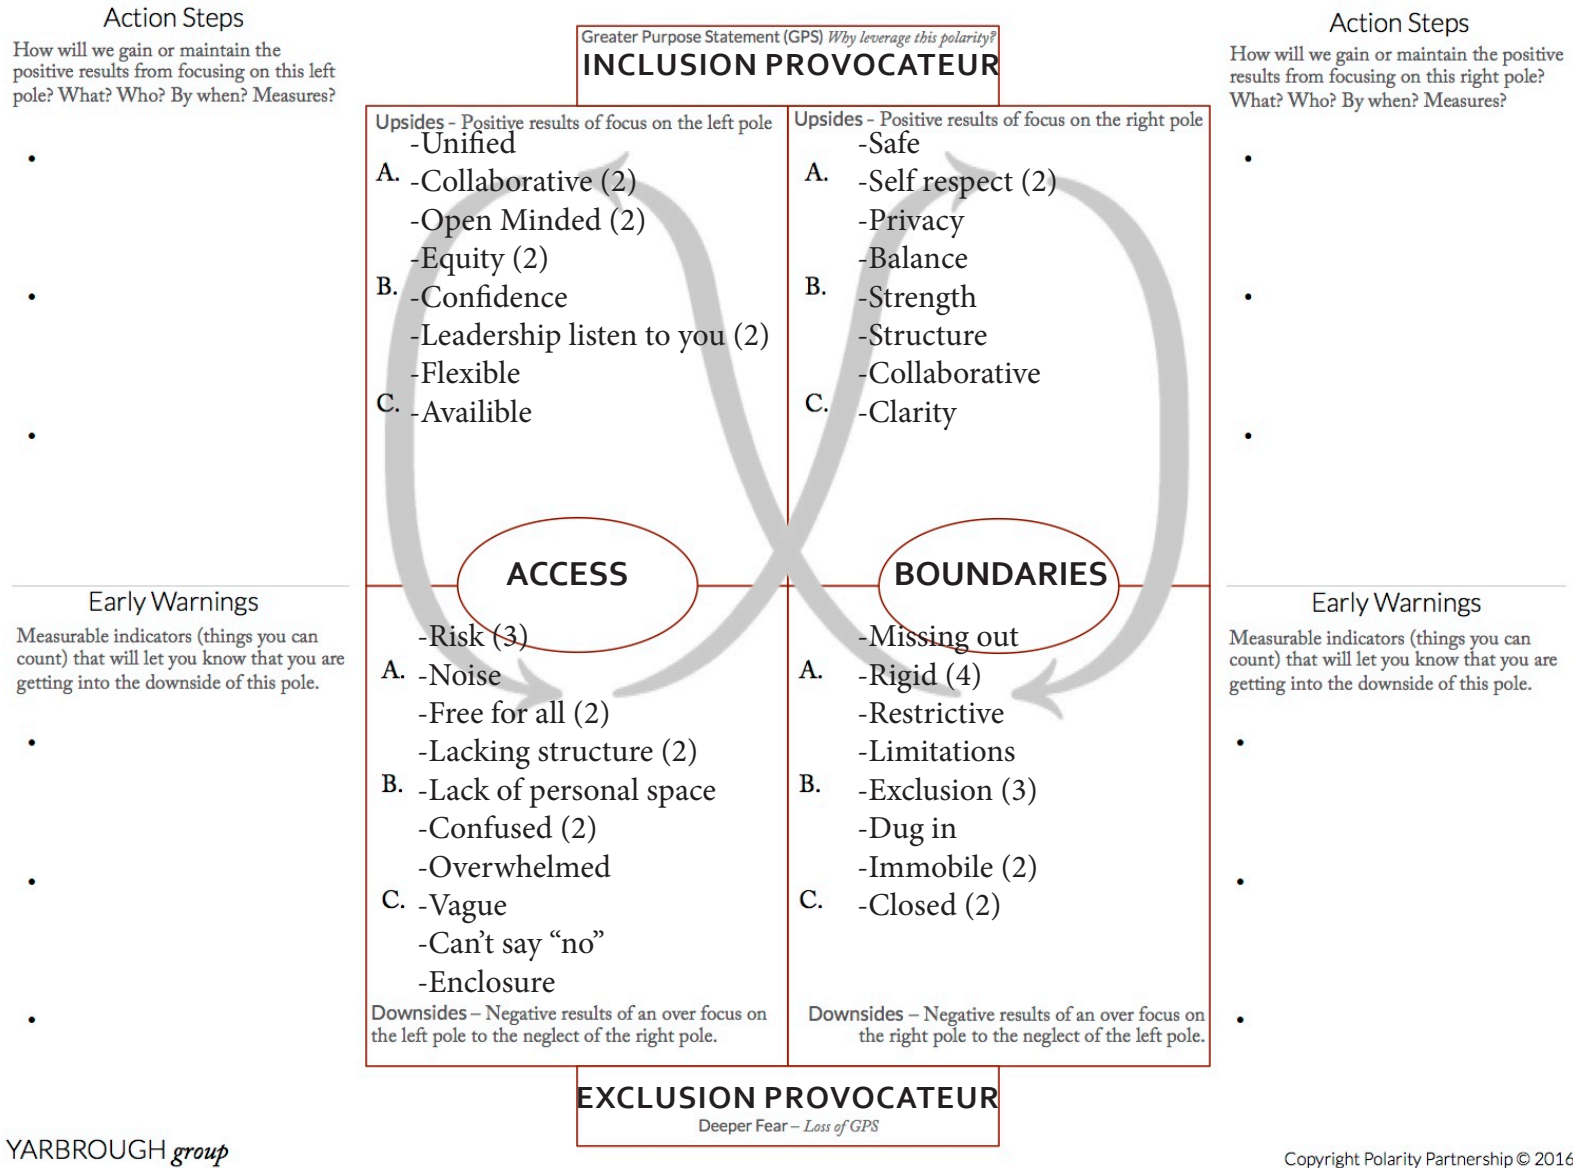 Action Steps
How will we gain or maintain the
positive results from focusing on this left
pole? What? Who? By when? Measures?
•
•
•
Early Warnings
Measurable indicators (things you can
count) that will let you know that you are
getting into the downside of this pole.
•
•
•
Greater Purpose Statement (GPS) Why leverage this polarity?
INCLUSION PROVOCATEUR
Upsides - Positive results of focus on the left pole
-Unified
A. -Collaborative (2)
-Open Minded (2)
-Equity (2)
B. -Confidence
-Leadership listen to you (2)
-Flexible
C. -Availible
ACCESS
-Risk (3)
A. -Noise
-Free for all (2)
-Lacking structure (2)
B. -Lack of personal space
-Confused (2)
-Overwhelmed
C. -Vague
-Can't say “no”
-Enclosure
Downsides – Negative results of an over focus on
the left pole to the neglect of the right pole.
Upsides - Positive results of focus on the right pole
-Safe
A. -Self respect (2)
-Privacy
-Balance
B. -Strength
-Structure
-Collaborative
C. -Clarity
BOUNDARIES
-Missing out
A. -Rigid (4)
-Restrictive
-Limitations
B. -Exclusion (3)
-Dug in
-Immobile (2)
C. -Closed (2)
Downsides – Negative results of an over focus on
the right pole to the neglect of the left pole.
EXCLUSION PROVOCATEUR
Deeper Fear – Loss of GPS
Action Steps
How will we gain or maintain the positive
results from focusing on this right pole?
What? Who? By when? Measures?
•
•
•
Early Warnings
Measurable indicators (things you can
count) that will let you know that you are
getting into the downside of this pole.
•
•
•
YARBROUGH group
Copyright Polarity Partnership © 2016